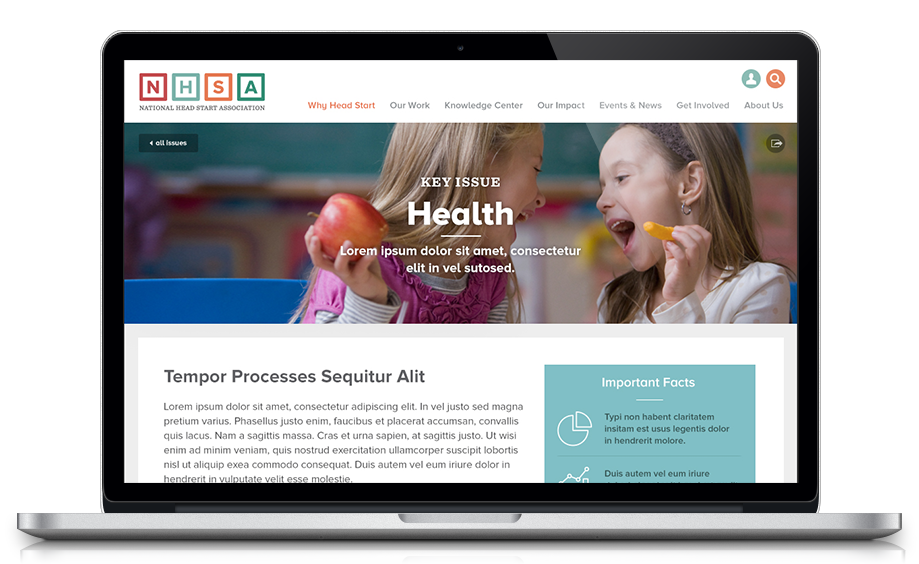 N H S A
NATIONAL HEAD START ASSOCIATION
Why Head Start Our Work Knowledge Center Our Impact Events & News Get Involved About Us
all issues
KEY ISSUE
Health
Lorem ipsum dolor sit amet, consectetur
elit in vel sutosed.
Tempor Processes Sequitur Alit
Lorem ipsum dolor sit amet, consectetur adipiscing elit. In vel justo sed magna
pretium varius. Phasellus justo enim, faucibus et placerat accumsan, convallis
quis lacus. Nam a sagittis massa. Cras et urna sapien, at sagittis justo. Ut wisi
enim ad minim veniam, quis nostrud exercitation ullamcorper suscipit lobortis
nisl ut aliquip exea commodo consequat. Duis autem vel eum iriure dolor in
hendrerit in vulputate velit esse molestie.
Important Facts
Typi non habent claritatem
insitam est usus legentis dolor
in hendrerit molore.
Duis autem vel eum iriure